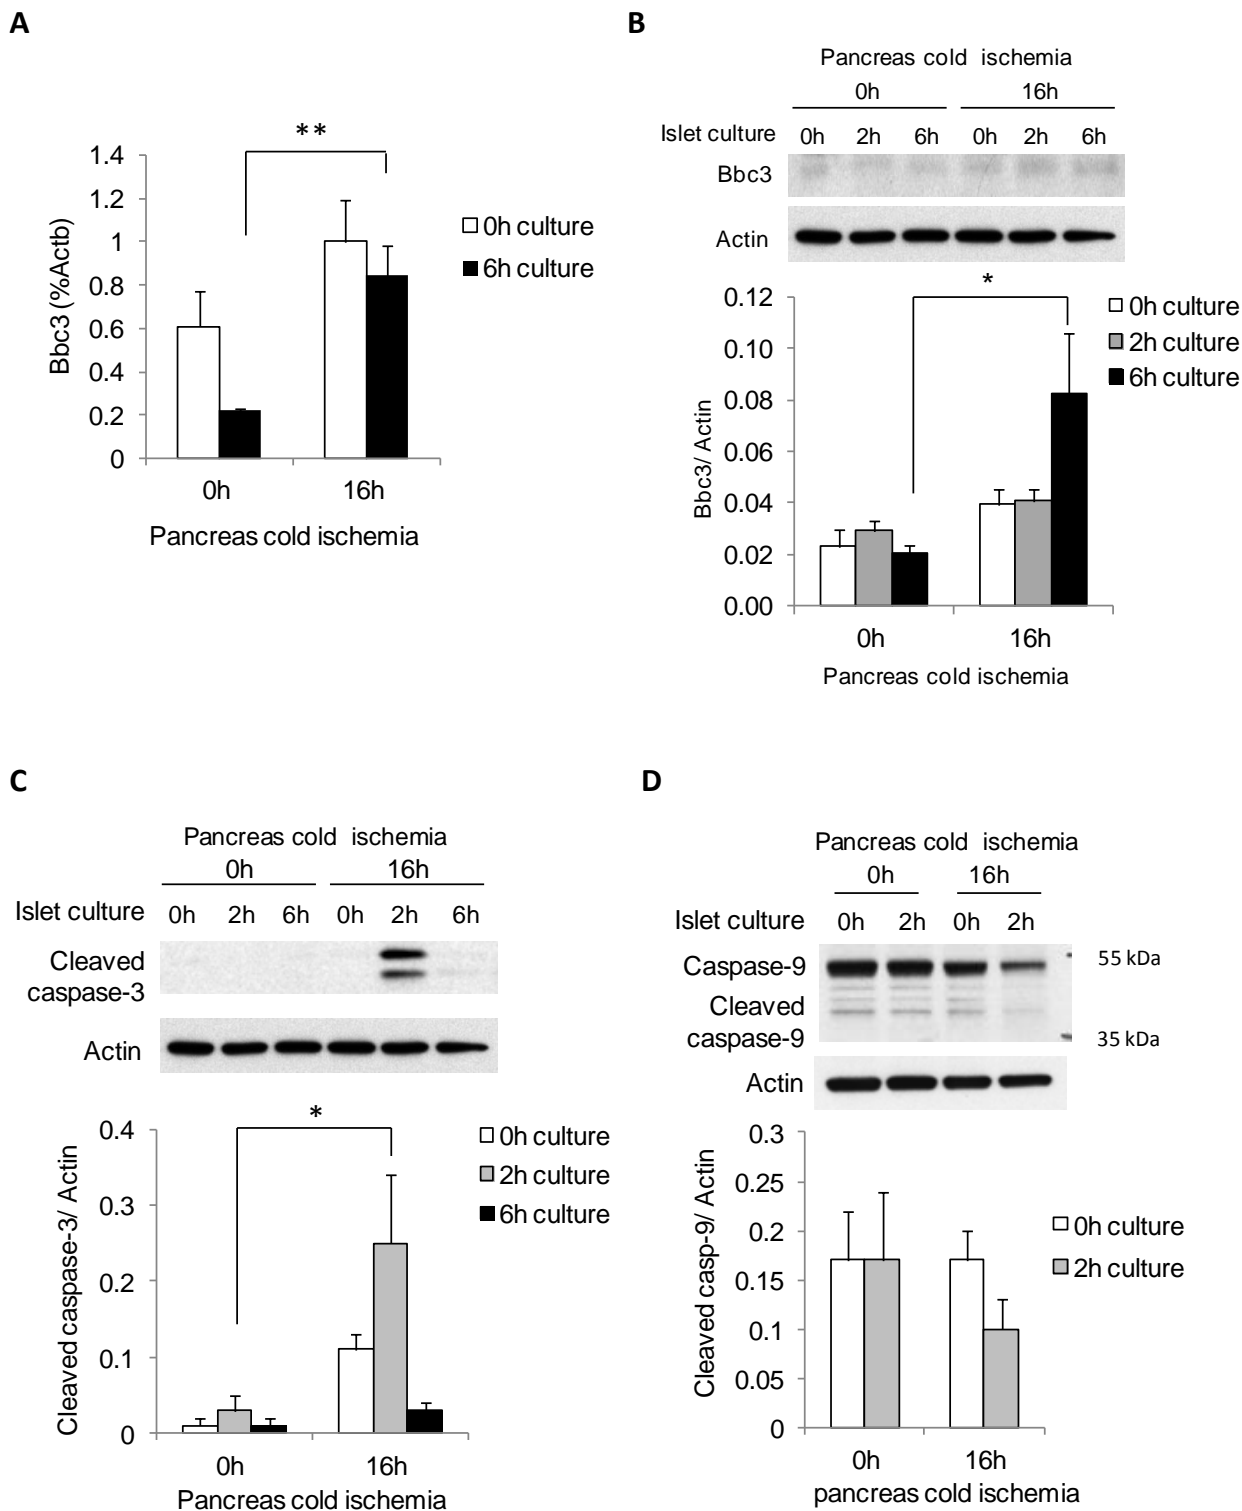 A
**
1.4
1.2
1
0.8
0.6
0.4
0.2
0
Bbc3 (%Actb)
0h culture
6h culture
0h 16h
Pancreas cold ischemia
B
Pancreas cold ischemia
0h 16h
Islet culture 0h 2h 6h 0h 2h 6h
Bbc3
Actin
*
0.12
0.10
0.08
0.06
0.04
0.02
0.00
Bbc3/ Actin
0h culture
2h culture
6h culture
0h 16h
Pancreas cold ischemia
C
Pancreas cold ischemia
0h 16h
Islet culture 0h 2h 6h 0h 2h 6h
Cleaved
caspase-3
Actin
*
0.4
0.3
0.2
0.1
0
Cleaved caspase-3/ Actin
0h culture
2h culture
6h culture
0h 16h
Pancreas cold ischemia
D
Pancreas cold ischemia
0h 16h
Islet culture 0h 2h 0h 2h
Caspase-9 55 kDa
Cleaved
caspase-9 35 kDa
Actin
0.3
0.25
0.2
0.15
0.1
0.05
0
Cleaved casp-9/ Actin
0h culture
2h culture
0h 16h
pancreas cold ischemia